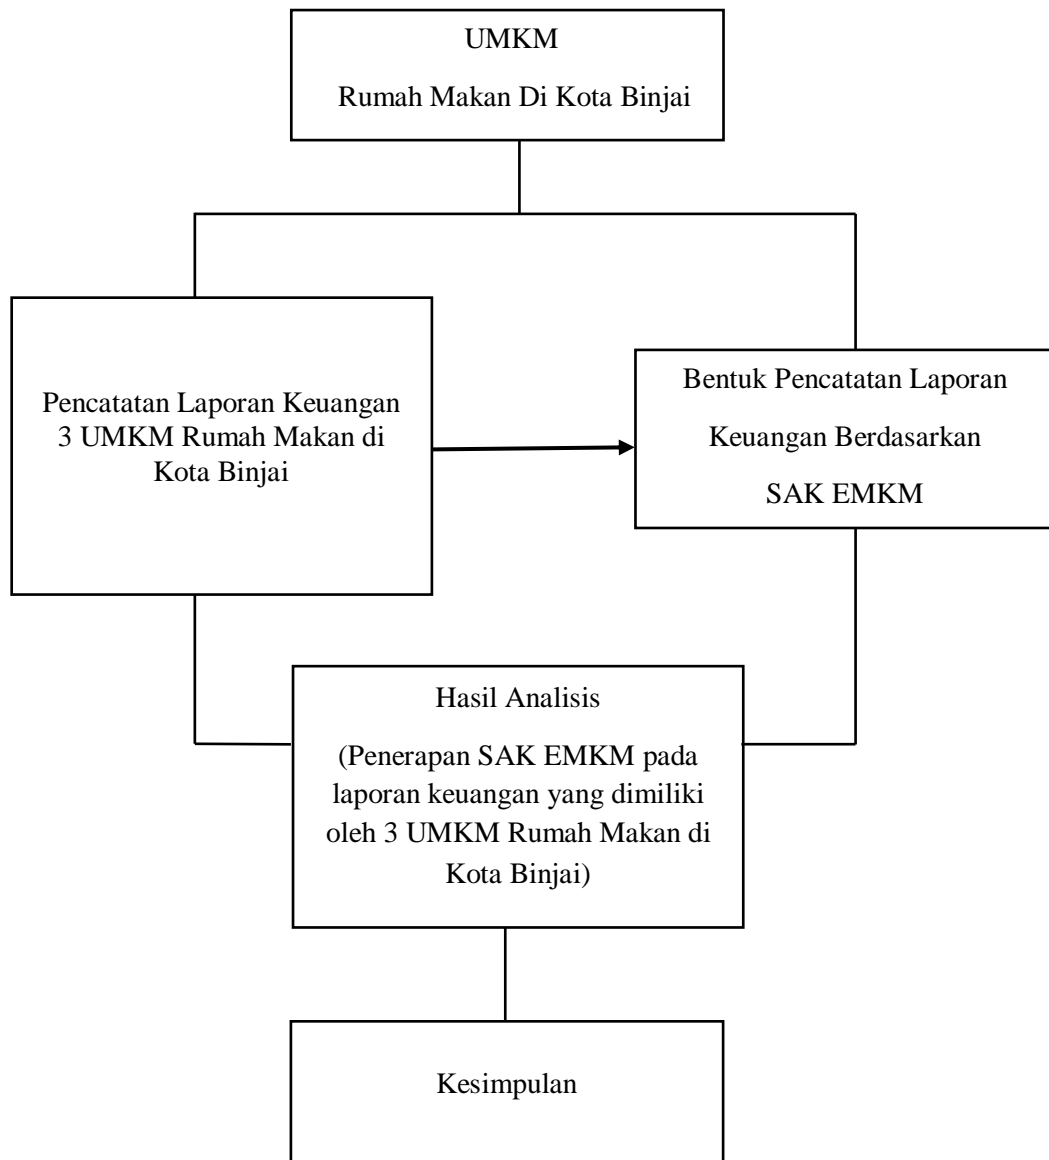 UMKM
Rumah Makan Di Kota Binjai
Pencatatan Laporan Keuangan
3 UMKM Rumah Makan di
Kota Binjai
Bentuk Pencatatan Laporan
Keuangan Berdasarkan
SAK EMKM
Hasil Analisis
(Penerapan SAK EMKM pada
laporan keuangan yang dimiliki
oleh 3 UMKM Rumah Makan di
Kota Binjai)
Kesimpulan